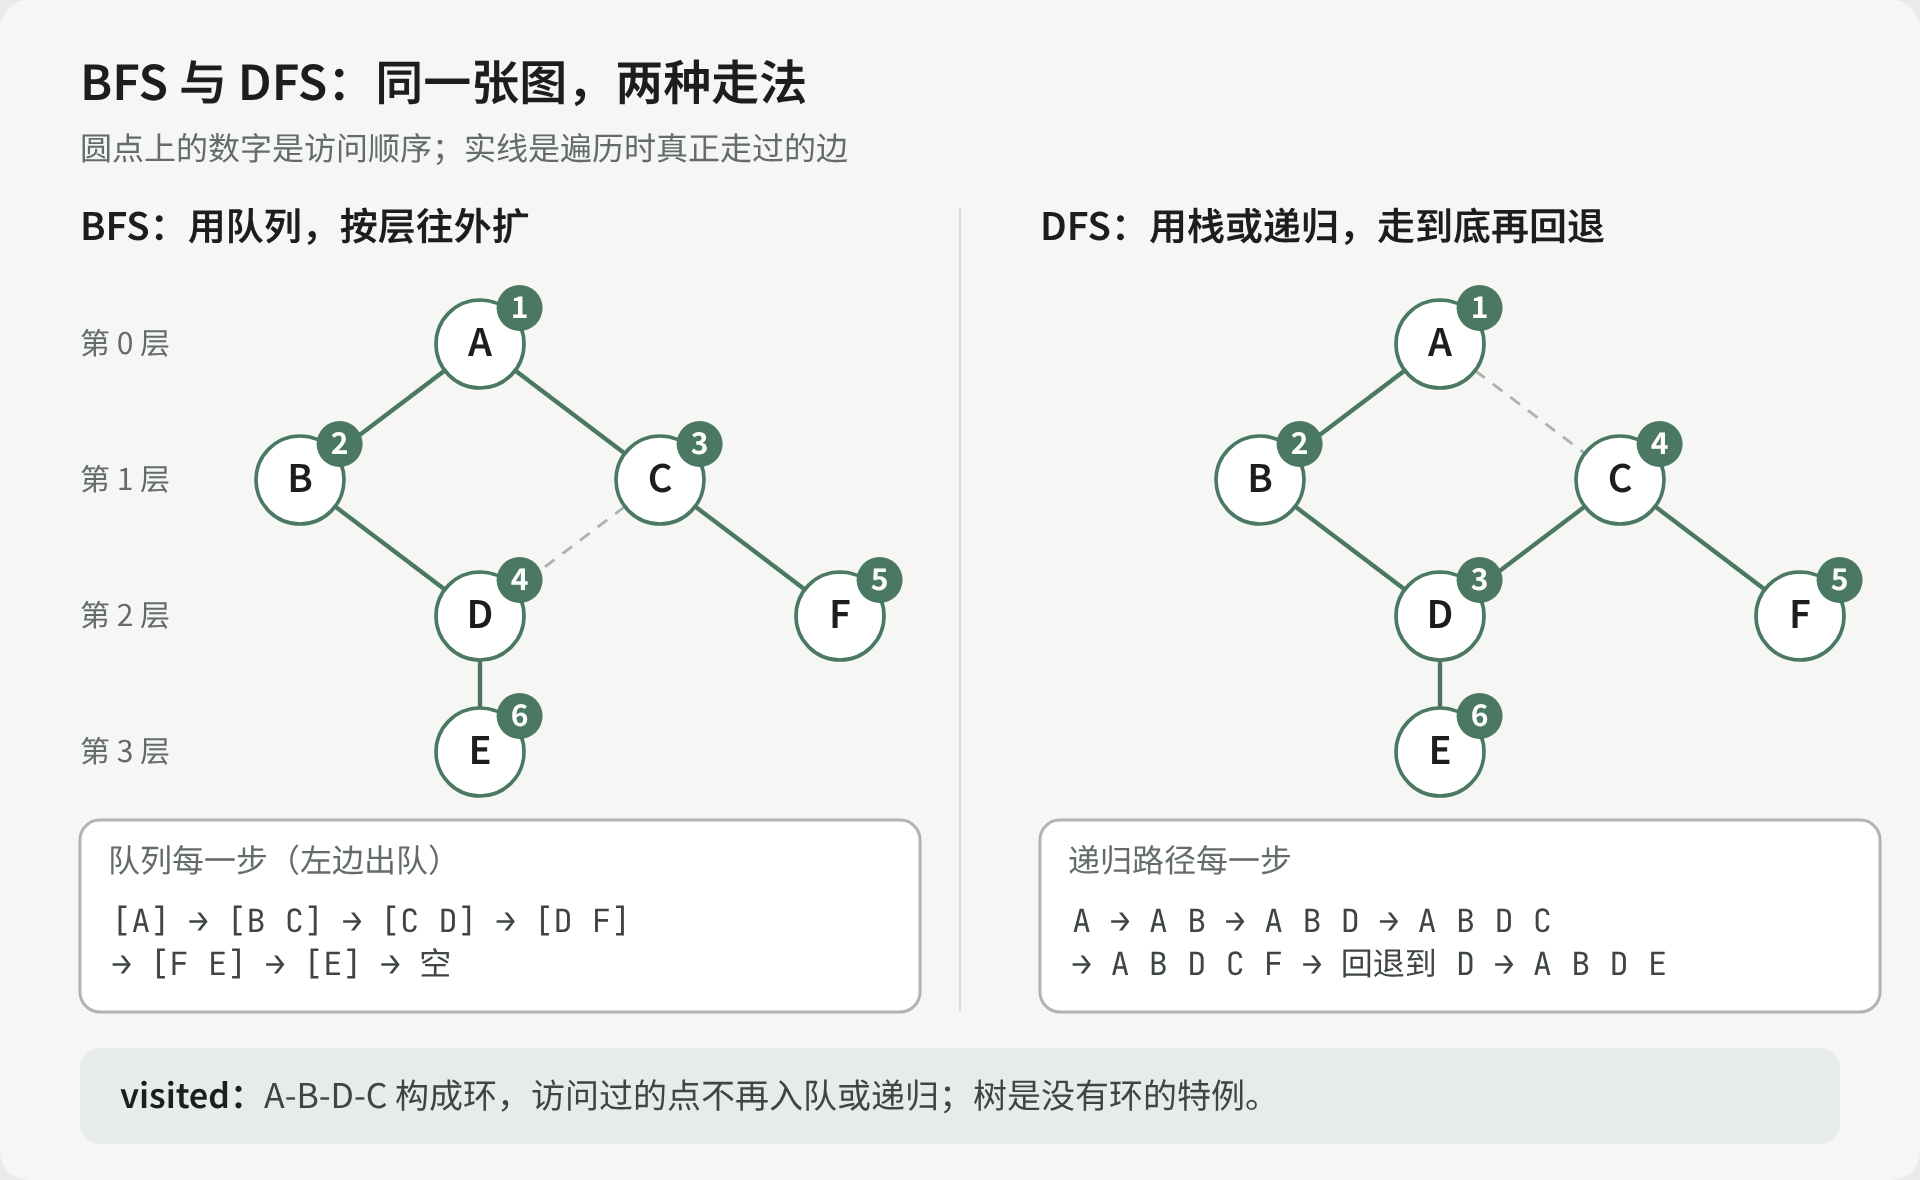 BFS 与 DFS：同一张图，两种走法
圆点上的数字是访问顺序；实线是遍历时真正走过的边
BFS：用队列，按层往外扩
第 0 层
第 1 层
第 2 层
第 3 层
A
1
B
2
C
3
D
4
F
5
E
6
队列每一步（左边出队）
[A] → [B C] → [C D] → [D F]
→ [F E] → [E] → 空
DFS：用栈或递归，走到底再回退
A
1
B
2
C
4
D
3
F
5
E
6
递归路径每一步
A → A B → A B D → A B D C
→ A B D C F → 回退到 D → A B D E
visited：A-B-D-C 构成环，访问过的点不再入队或递归；树是没有环的特例。